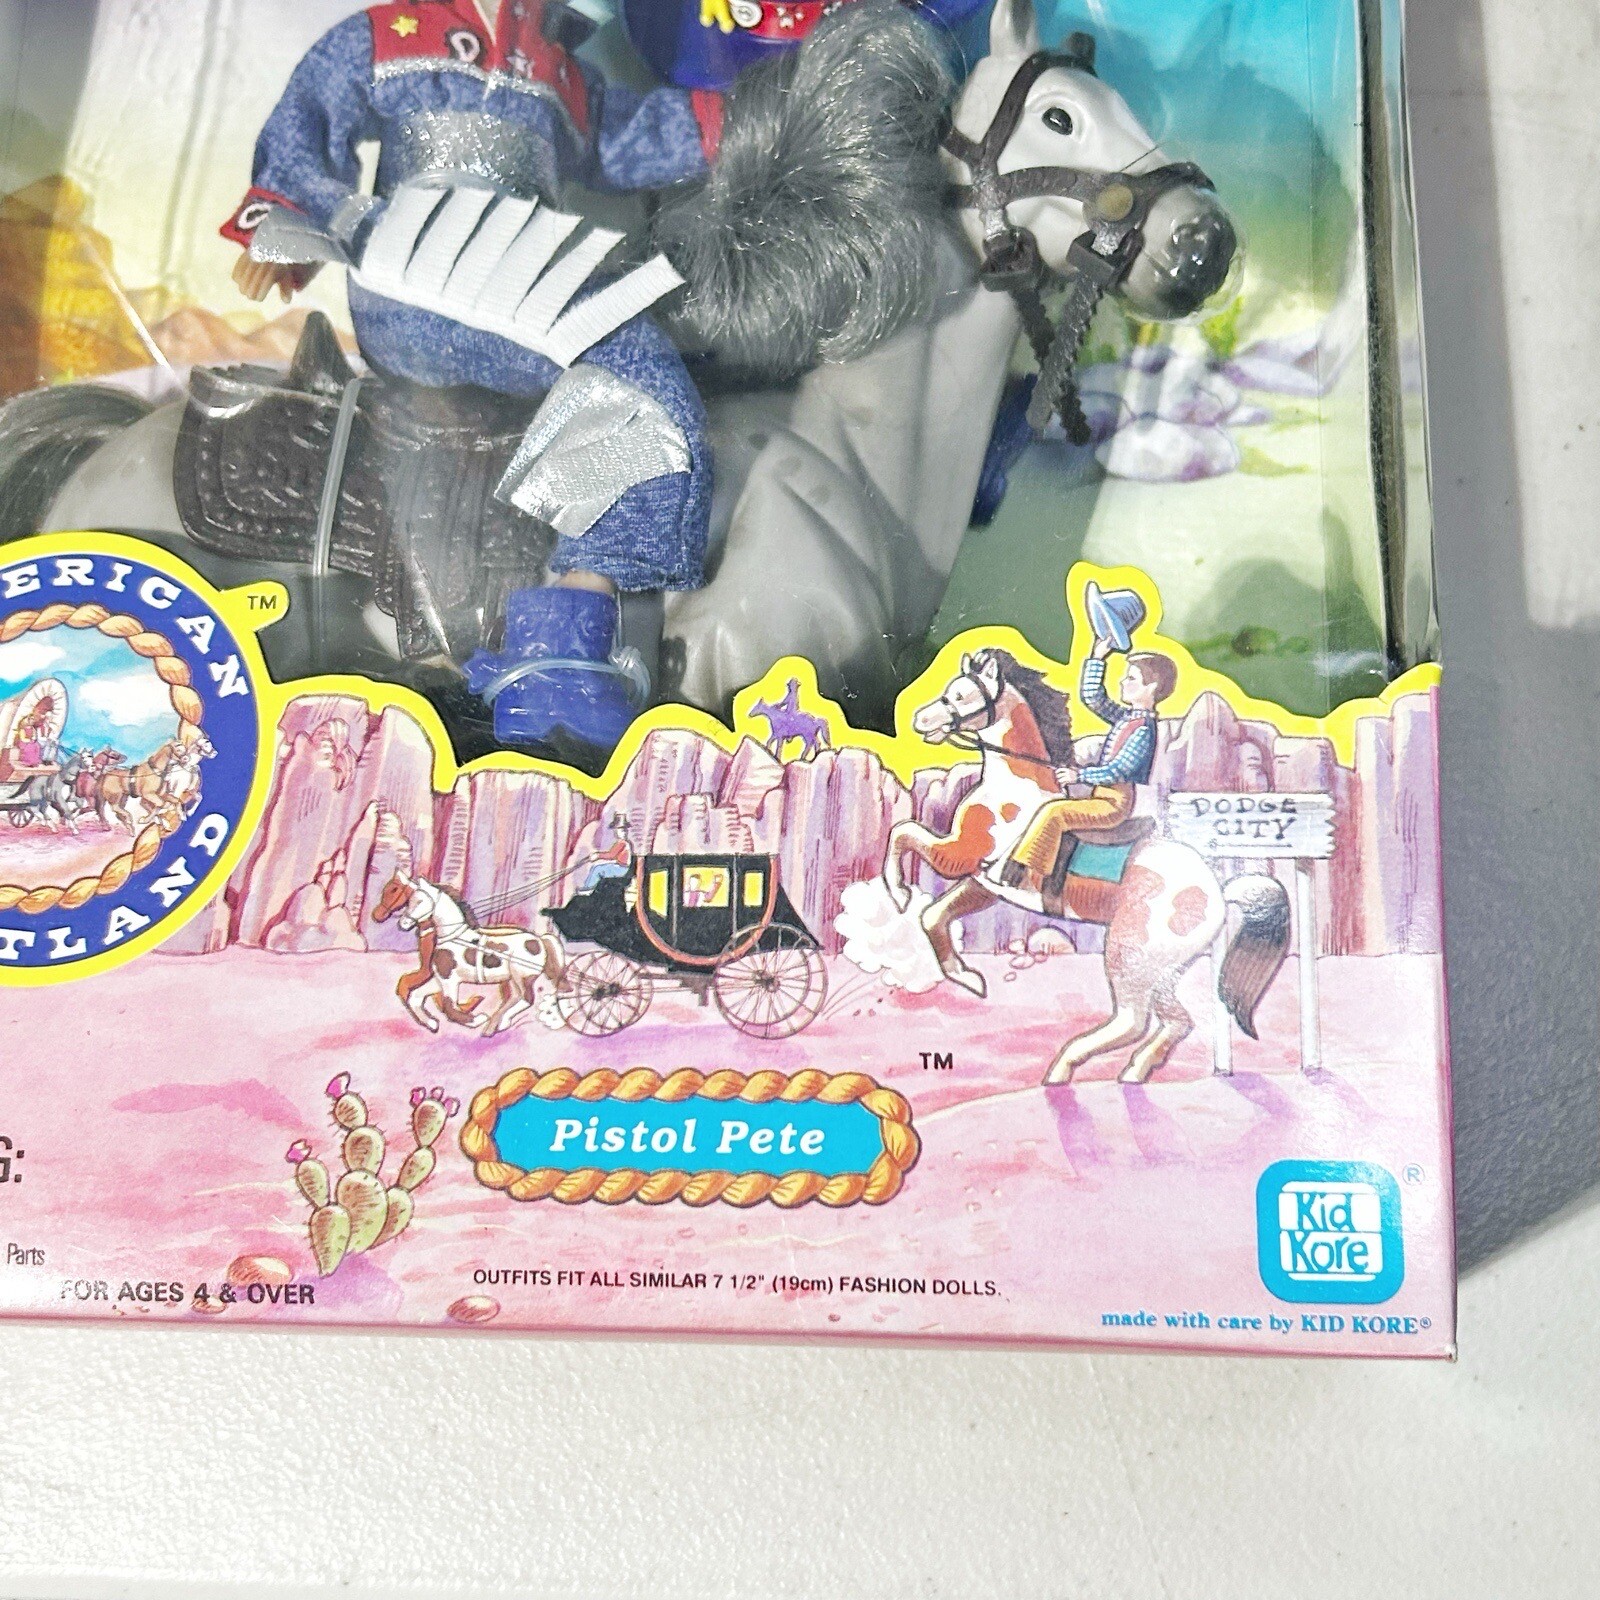 ERICAN
TM
TLAND
DODGE
CITY
TM
Pistol Pete
G:
Parts
FOR AGES 4 & OVER
OUTFITS FIT ALL SIMILAR 7 1/2" (19cm) FASHION DOLLS.
Kid
Kore
®
made with care by KID KORE®